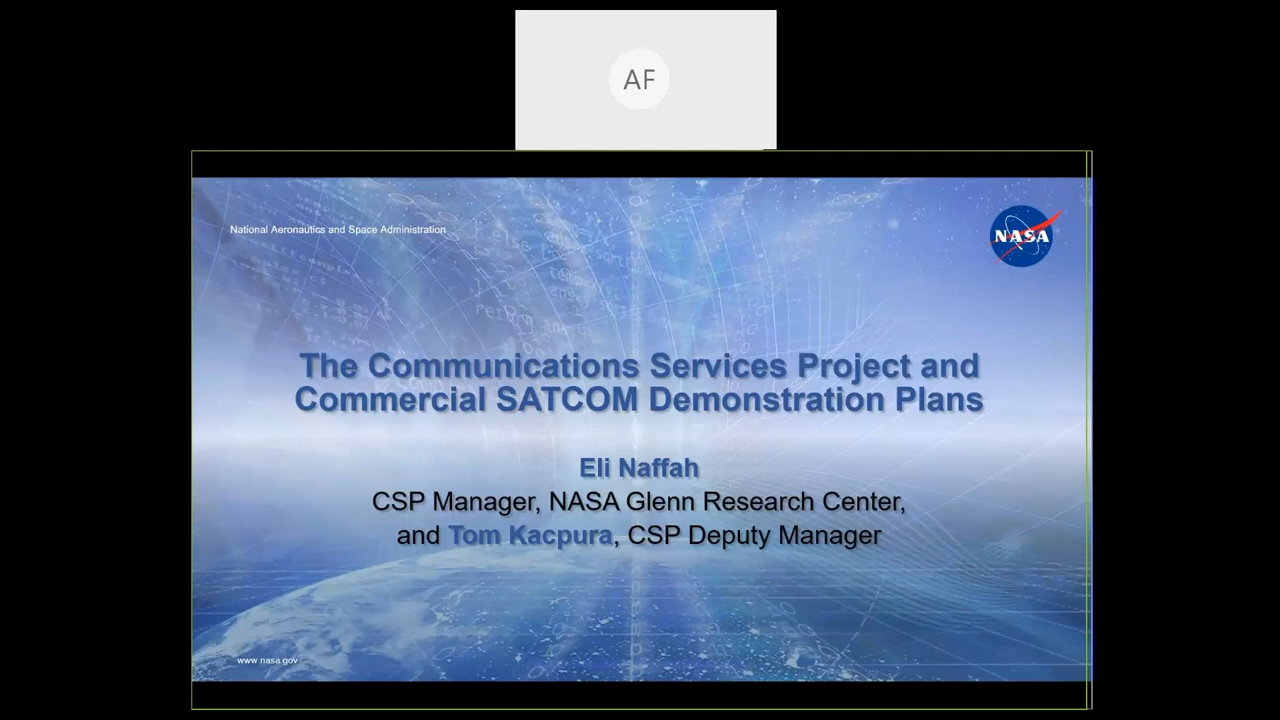 AF
National Aeronautics and Space Administration
NASA
The Communications Services Project and
Commercial SATCOM Demonstration Plans
Eli Naffah
CSP Manager, NASA Glenn Research Center,
and Tom Kacpura, CSP Deputy Manager
www.nasa.gov